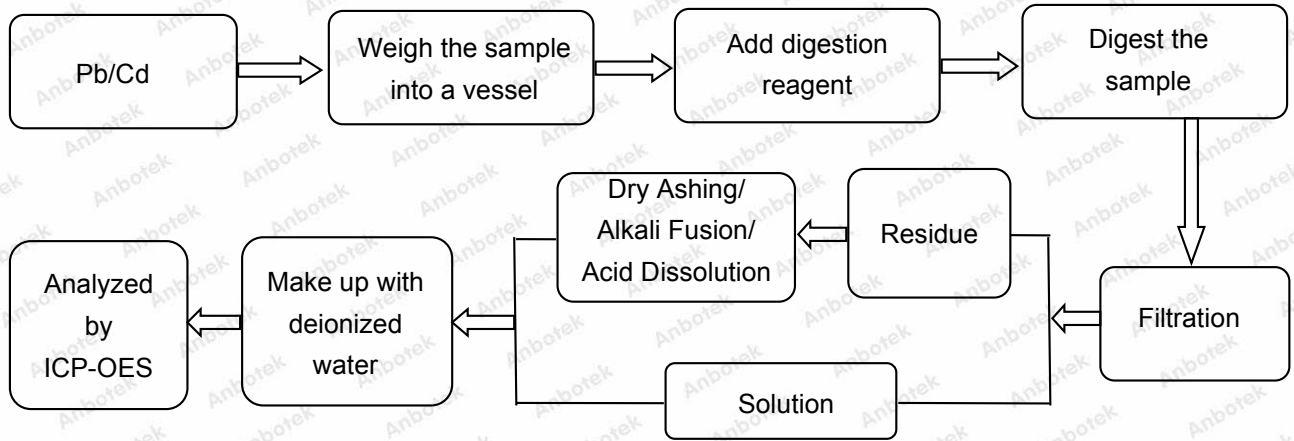 Pb/Cd
Weigh the sample
into a vessel
Add digestion
reagent
Digest the
sample
Filtration
Residue
Dry Ashing/
Alkali Fusion/
Acid Dissolution
Solution
Make up with
deionized
water
Analyzed
by
ICP-OES
Anbotek